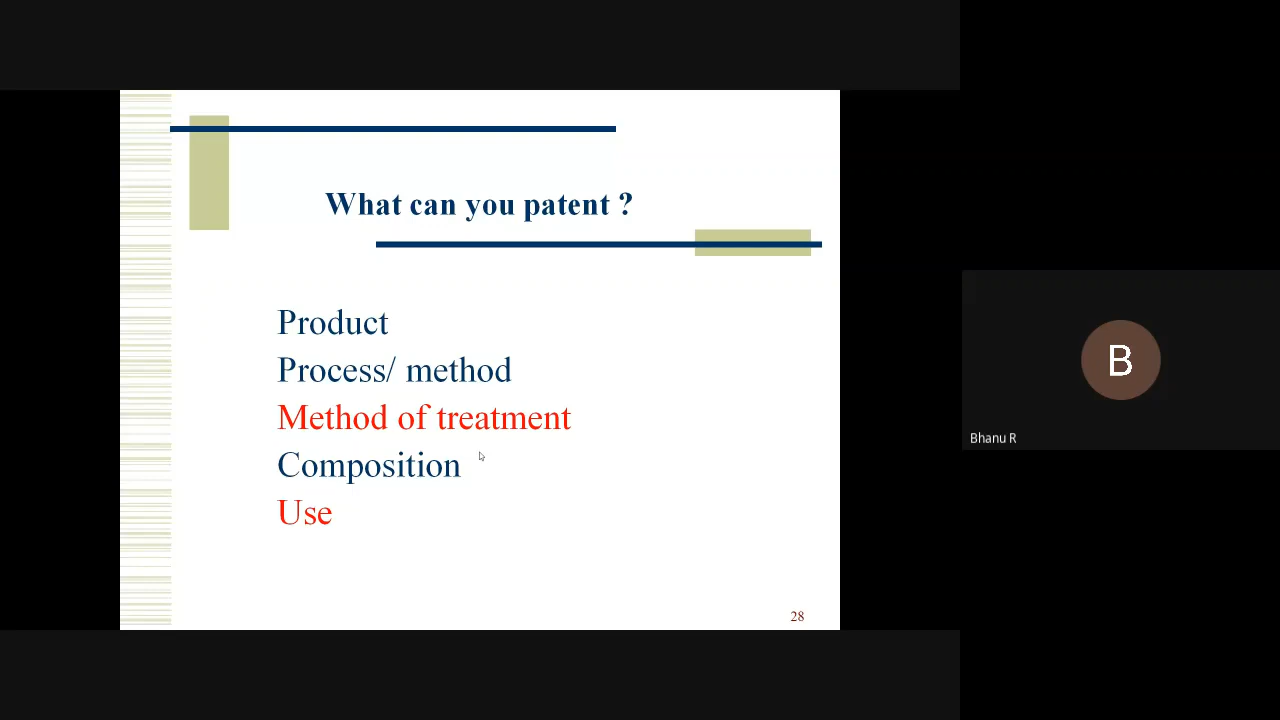 What can you patent ?
Product
Process/ method
Method of treatment
Composition
Use
28
B
Bhanu R